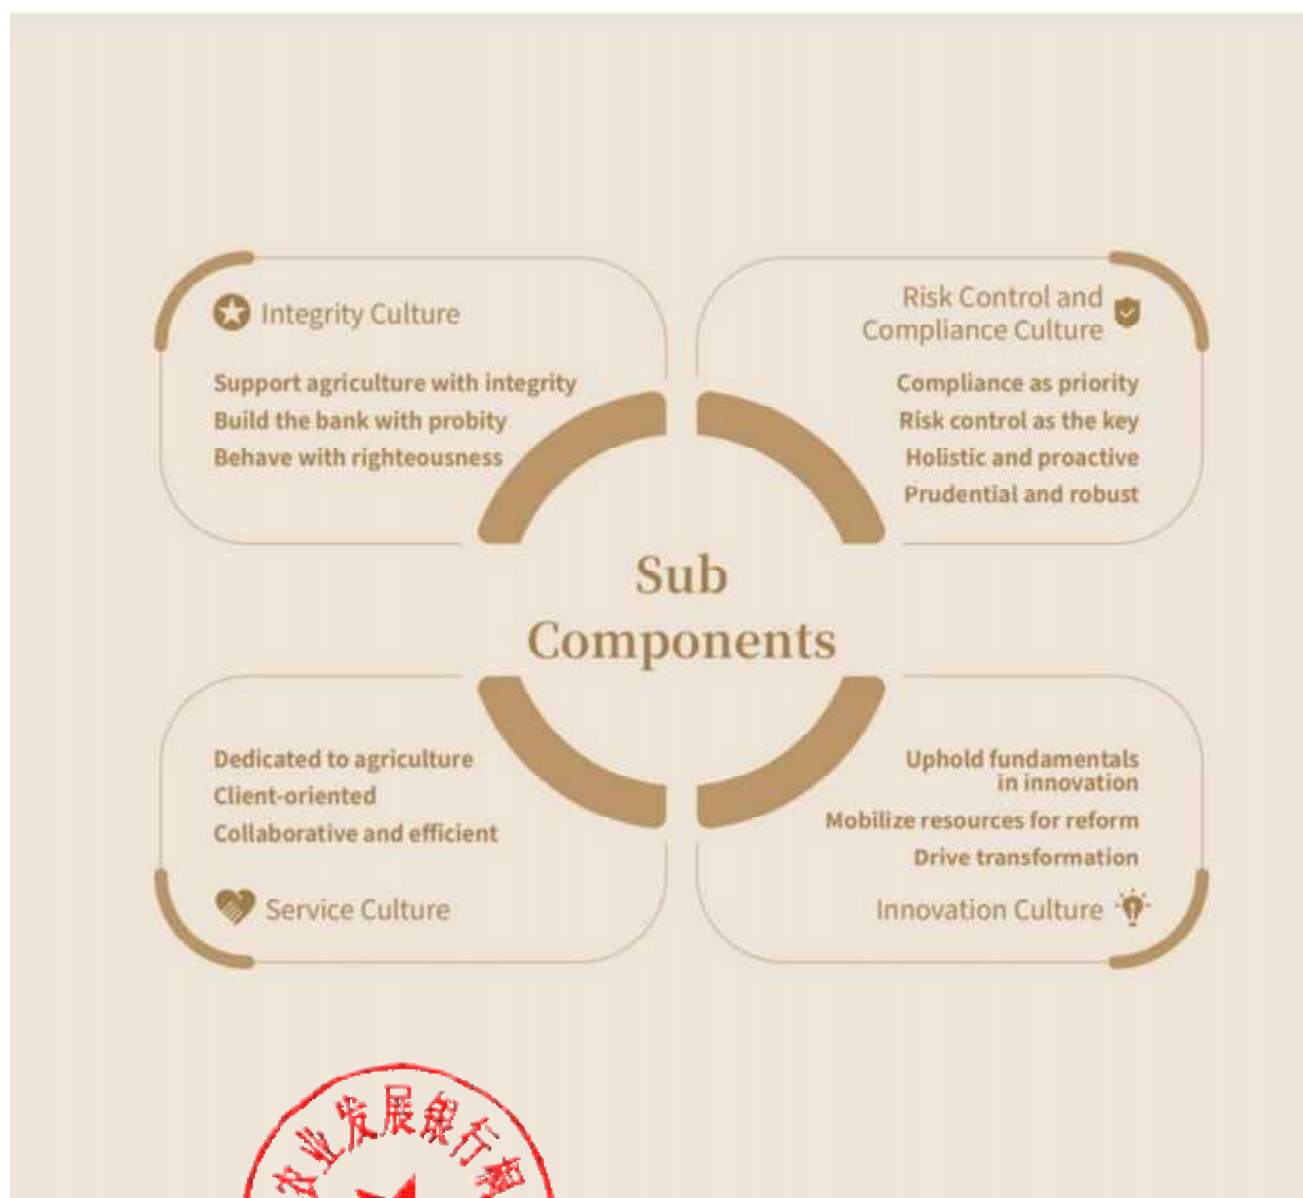 Integrity Culture
Support agriculture with integrity
Build the bank with probity
Behave with righteousness
Risk Control and
Compliance Culture
Compliance as priority
Risk control as the key
Holistic and proactive
Prudential and robust
Sub
Components
Dedicated to agriculture
Client-oriented
Collaborative and efficient
Service Culture
Uphold fundamentals
in innovation
Mobilize resources for reform
Drive transformation
Innovation Culture
农业发展银行